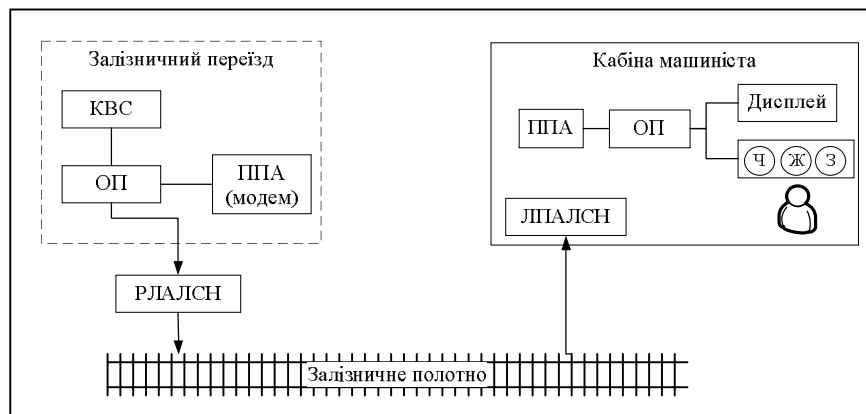 Залізничний переїзд
КВС
ОП
ППА
(модем)
РЛАЛСН
Кабіна машиніста
ППА
ОП
Дисплей
Ч Ж З
ЛПАЛСН
Залізничне полотно